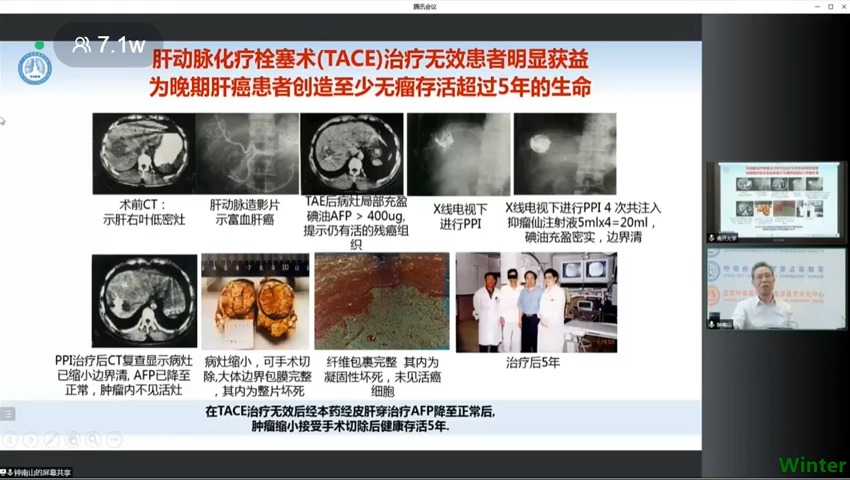 腾讯会议
7.1w
肝动脉化疗栓塞术(TACE)治疗无效患者明显获益
为晚期肝癌患者创造至少无瘤存活超过5年的生命
术前CT：
示肝右叶低密灶
肝动脉造影片
示富血肝癌
TAE后病灶局部充盈
碘油AFP > 400ug,
提示仍有活的残癌组
织
X线电视下
进行PPI
X线电视下进行PPI 4 次共注入
抑瘤仙注射液5mlx4=20ml，
碘油充盈密实，边界清
PPI治疗后CT复查显示病灶
已缩小边界清, AFP已降至
正常，肿瘤内不见活灶
病灶缩小，可手术切
除,大体边界包膜完整
，其内为整片坏死
纤维包裹完整 其内为
凝固性坏死，未见活癌
细胞
治疗后5年
在TACE治疗无效后经本药经皮肝穿治疗AFP降至正常后,
肿瘤缩小接受手术切除后健康存活5年.
南开大学
钟南山
钟南山的屏幕共享
Winter